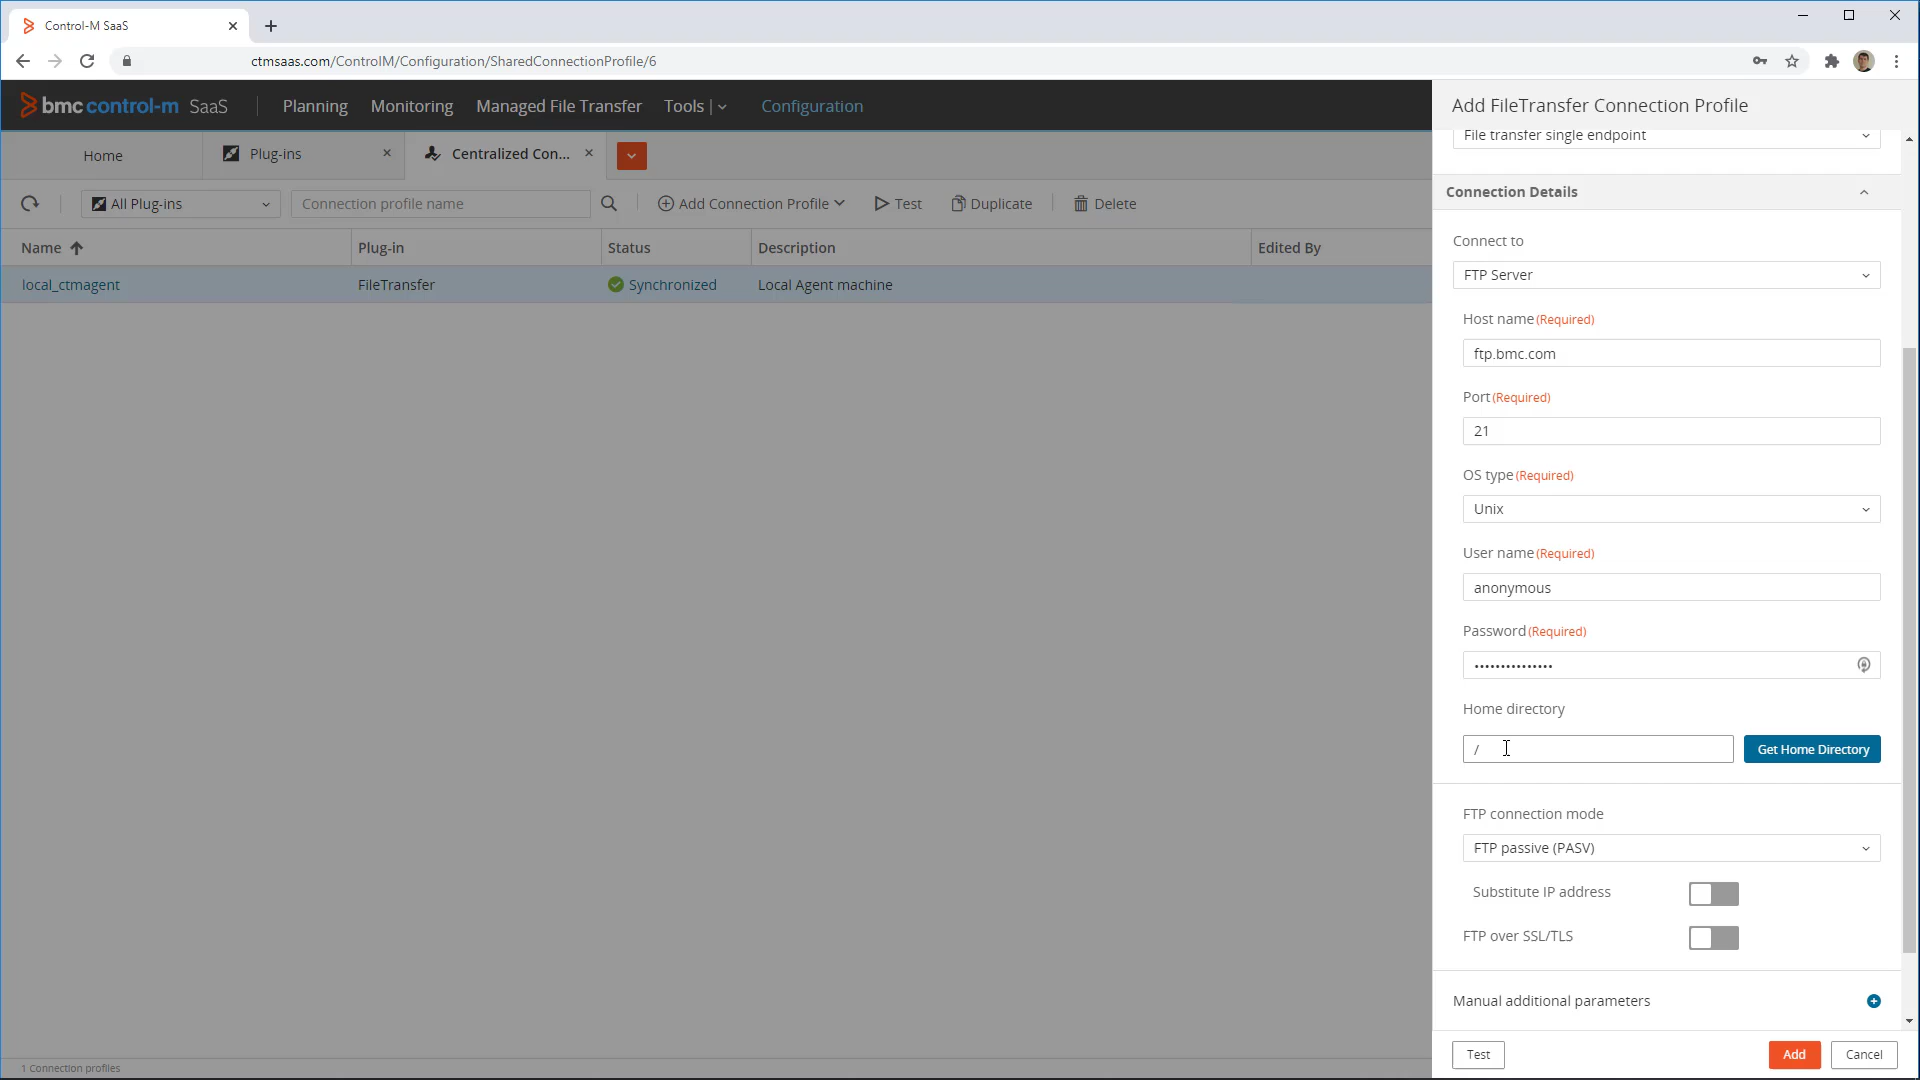 Control-M SaaS
ctmsaas.com/ControlM/Configuration/SharedConnectionProfile/6
bmc control-m SaaS
Planning
Monitoring
Managed File Transfer
Tools
Configuration
Home
Plug-ins
Centralized Con...
All Plug-ins
Connection profile name
Add Connection Profile
Test
Duplicate
Delete
Name
Plug-in
Status
Description
Edited By
local_ctmagent
FileTransfer
Synchronized
Local Agent machine
1 Connection profiles
Add FileTransfer Connection Profile
File transfer single endpoint
Connection Details
Connect to
FTP Server
Host name (Required)
ftp.bmc.com
Port (Required)
21
OS type (Required)
Unix
User name (Required)
anonymous
Password (Required)
•••••••••••••••
Home directory
/
Get Home Directory
FTP connection mode
FTP passive (PASV)
Substitute IP address
FTP over SSL/TLS
Manual additional parameters
Test
Add
Cancel